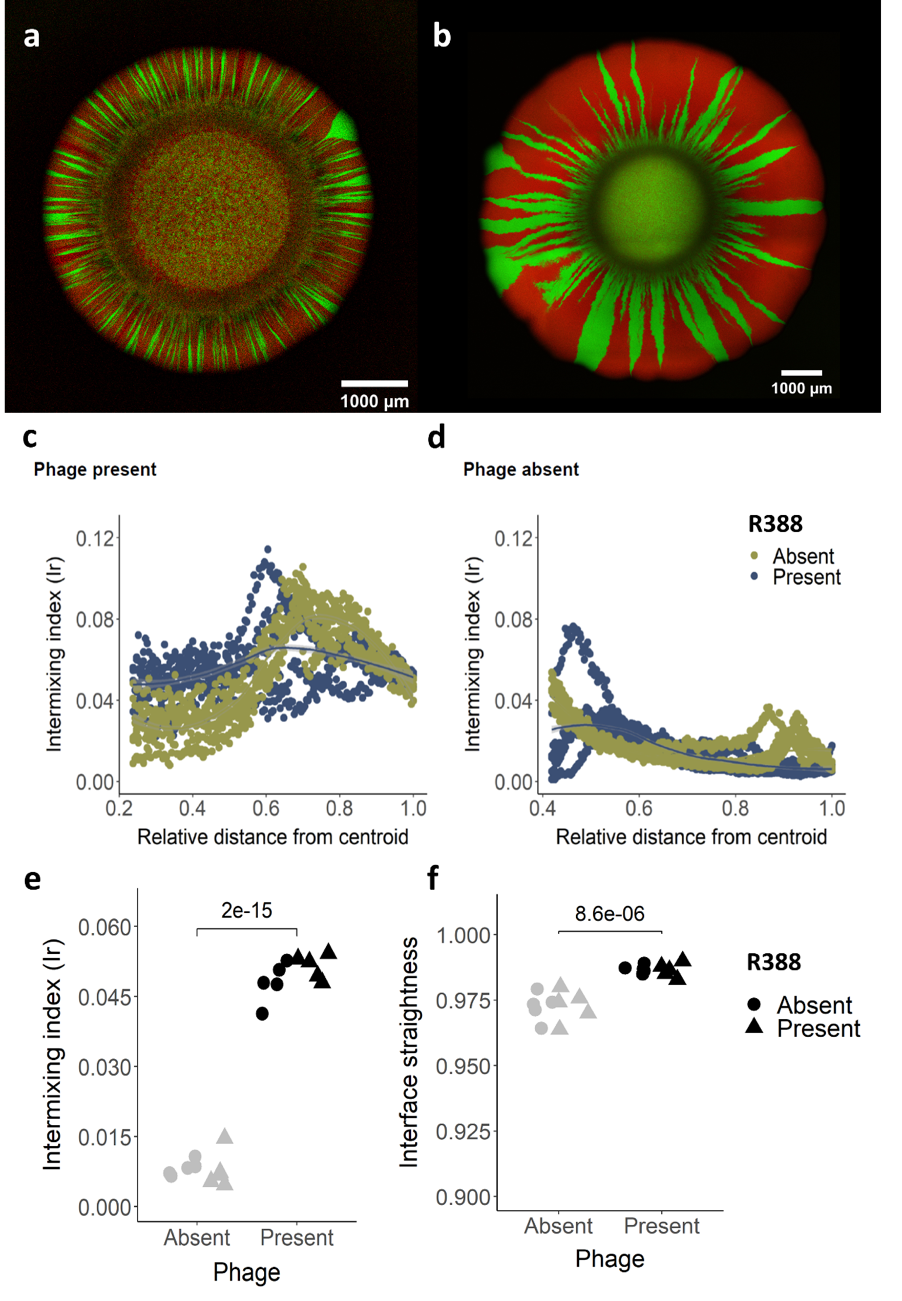 a
b
1000 µm
1000 µm
c
d
Phage present
Phage absent
R388
Absent
Present
Intermixing index (Ir)
0.12
0.08
0.04
0.00
0.2
0.4
0.6
0.8
1.0
Relative distance from centroid
Intermixing index (Ir)
0.12
0.08
0.04
0.00
0.4
0.6
0.8
1.0
Relative distance from centroid
e
f
2e-15
Intermixing index (Ir)
0.060
0.045
0.030
0.015
0.000
Absent
Present
Phage
8.6e-06
Interface straightness
1.000
0.975
0.950
0.925
0.900
Absent
Present
Phage
R388
Absent
Present